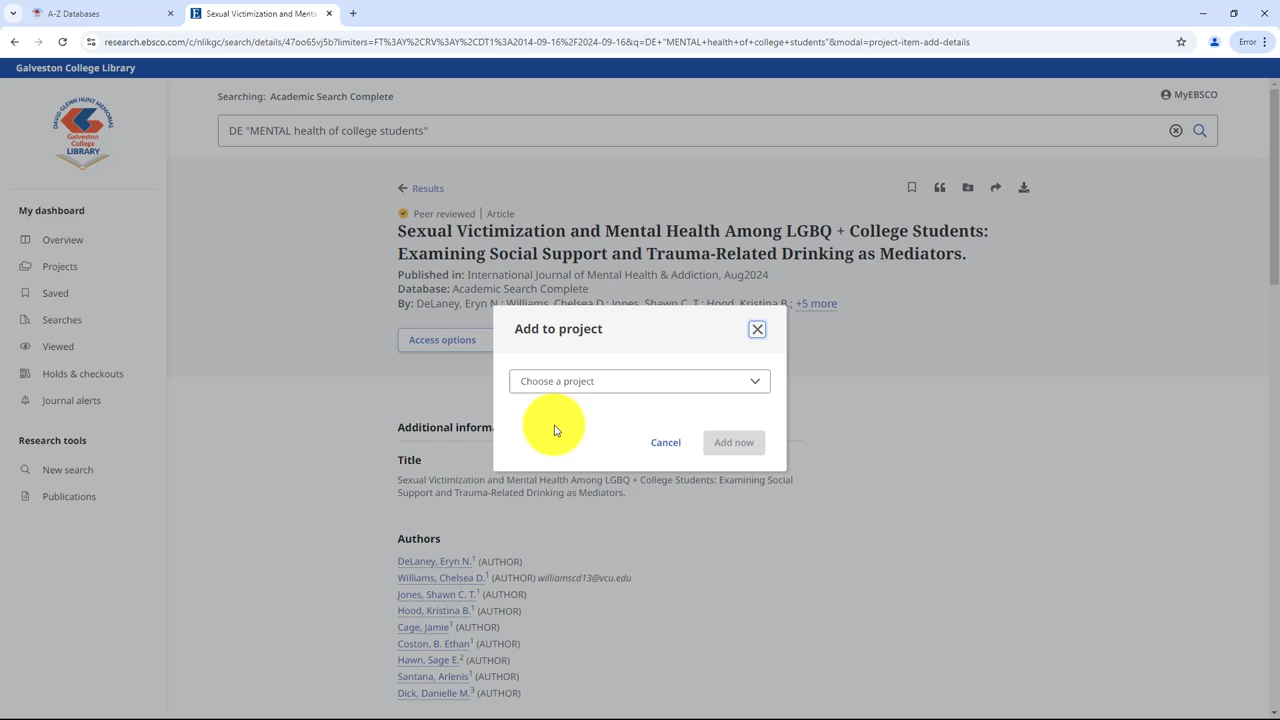 A-Z Databases
Sexual Victimization and Menta
research.ebsco.com/c/nlikgc/search/details/47oo65vj5b?limiters=FT%3AY%2CRV%3AY%2CDT1%3A2014-09-16%2F2024-09-16&q=DE+"MENTAL+health+of+college+students"&modal=project-item-add-details
Error
Galveston College Library
DAVID GLENN HUNT MEMORIAL
Galveston
College
LIBRARY
My dashboard
Overview
Projects
Saved
Searches
Viewed
Holds & checkouts
Journal alerts
Research tools
New search
Publications
Searching: Academic Search Complete
MyEBSCO
DE "MENTAL health of college students"
Results
Peer reviewed | Article
Sexual Victimization and Mental Health Among LGBQ + College Students:
Examining Social Support and Trauma-Related Drinking as Mediators.
Published in: International Journal of Mental Health & Addiction, Aug2024
Database: Academic Search Complete
By: DeLaney, Eryn N.; Williams, Chelsea D.; Jones, Shawn C. T.; Hood, Kristina B.; +5 more
Access options
Add to project
Choose a project
Cancel
Add now
Additional inform
Title
Sexual Victimization and Mental Health Among LGBQ + College Students: Examining Social
Support and Trauma-Related Drinking as Mediators.
Authors
DeLaney, Eryn N.1 (AUTHOR)
Williams, Chelsea D.1 (AUTHOR) williamscd13@vcu.edu
Jones, Shawn C. T.1 (AUTHOR)
Hood, Kristina B.1 (AUTHOR)
Cage, Jamie1 (AUTHOR)
Coston, B. Ethan1 (AUTHOR)
Hawn, Sage E.2 (AUTHOR)
Santana, Arlenis1 (AUTHOR)
Dick, Danielle M.3 (AUTHOR)